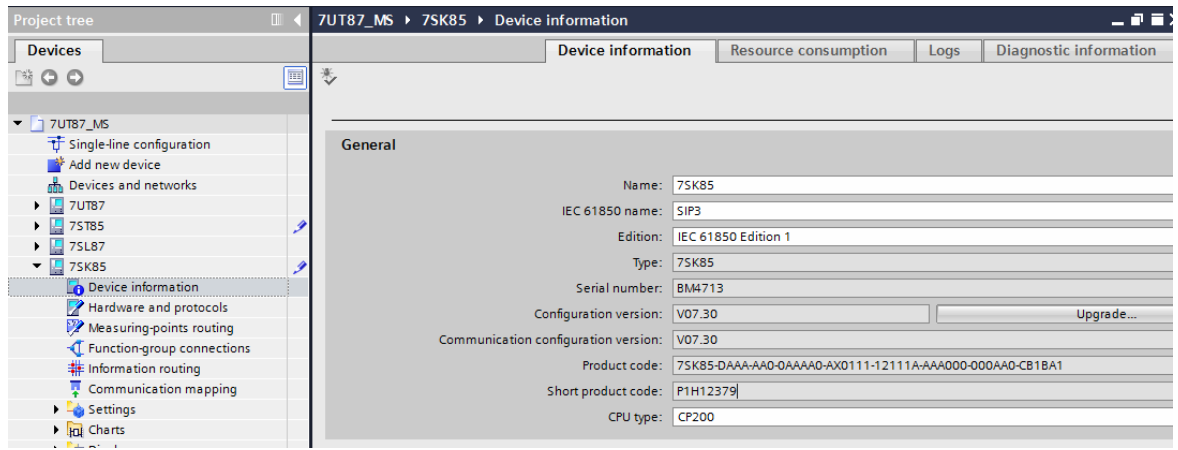 Project tree
7UT87_MS ▸ 7SK85 ▸ Device information
Devices
Device information
Resource consumption
Logs
Diagnostic information
7UT87_MS
Single-line configuration
Add new device
Devices and networks
7UT87
7ST85
7SL87
7SK85
Device information
Hardware and protocols
Measuring-points routing
Function-group connections
Information routing
Communication mapping
Settings
Charts
General
Name: 7SK85
IEC 61850 name: SIP3
Edition: IEC 61850 Edition 1
Type: 7SK85
Serial number: BM4713
Configuration version: V07.30 Upgrade...
Communication configuration version: V07.30
Product code: 7SK85-DAAA-AA0-0AAAA0-AX0111-12111A-AAA000-000AA0-CB1BA1
Short product code: P1H12379
CPU type: CP200